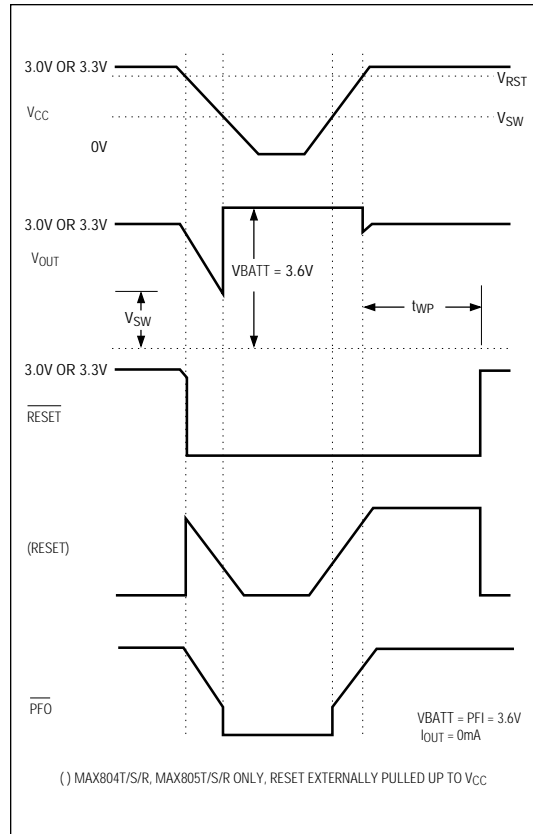 3.0V OR 3.3V
VRST
VCC
VSW
0V
3.0V OR 3.3V
VOUT
VBATT = 3.6V
VSW
tWP
3.0V OR 3.3V
RESET
(RESET)
PFO
VBATT = PFI = 3.6V
IOUT = 0mA
( ) MAX804T/S/R, MAX805T/S/R ONLY, RESET EXTERNALLY PULLED UP TO VCC